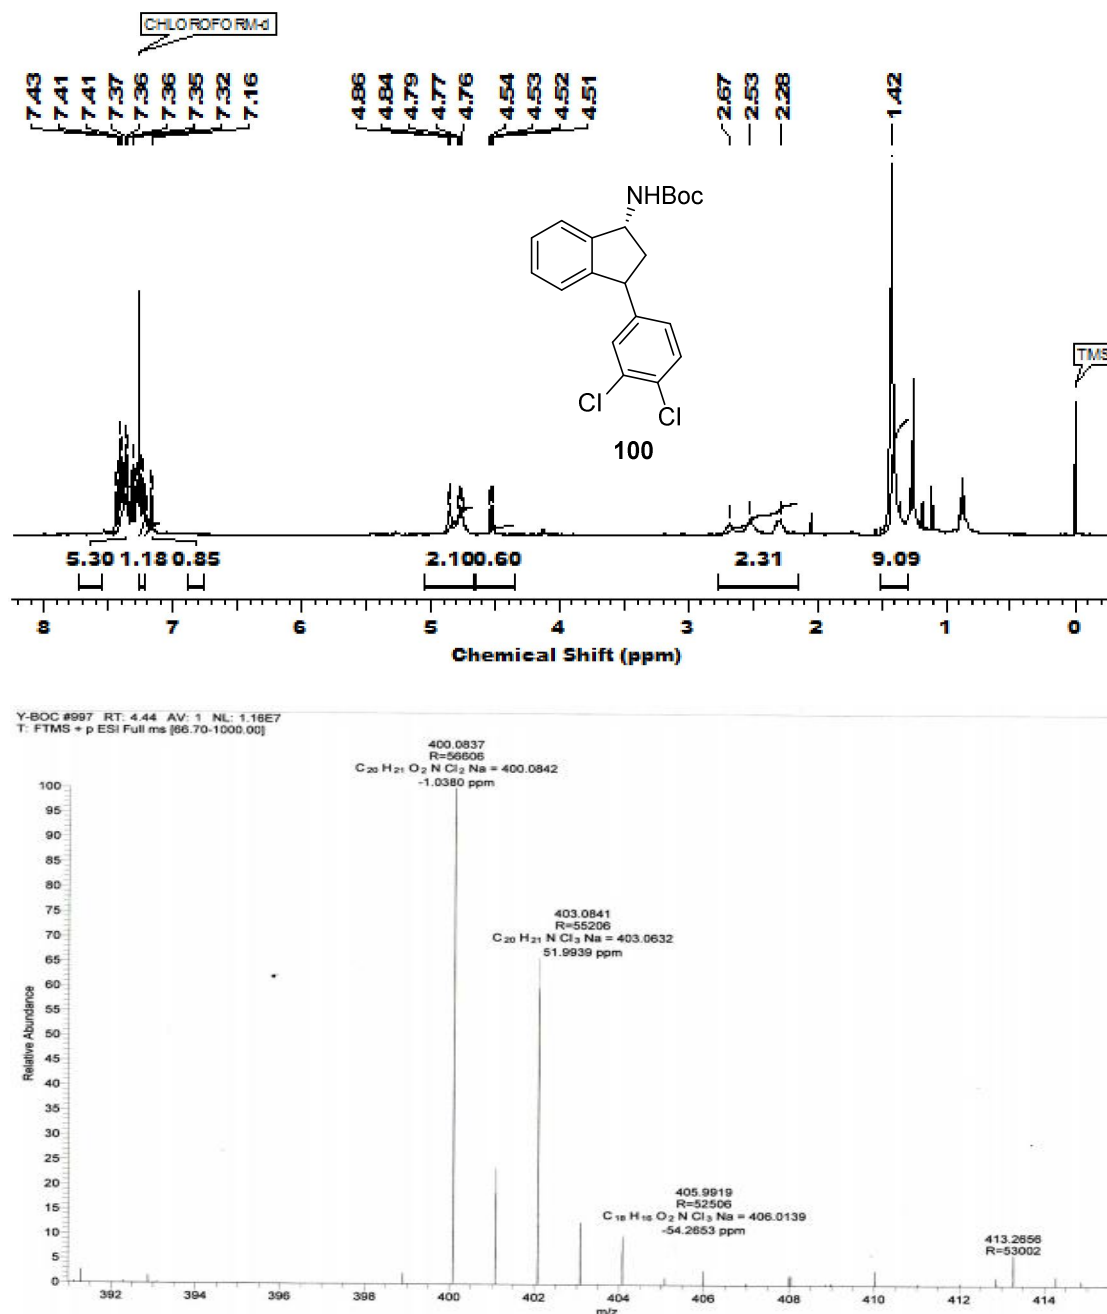 CHLOROFORM-d
7.43 7.41 7.41 7.37 7.36 7.36 7.35 7.32 7.16 4.86 4.84 4.79 4.77 4.76 4.54 4.53 4.52 4.51 2.67 2.53 2.28 1.42
NHBoc
TMS
Cl
Cl
100
5.30 1.18 0.85 2.10 0.60 2.31 9.09
8 7 6 5 4 3 2 1 0
Chemical Shift (ppm)
Y-BOC #997 RT: 4.44 AV: 1 NL: 1.16E7
T: FTMS + p ESI Full ms [66.70-1000.00]
400.0837
R=56606
C20 H21 O2 N Cl2 Na = 400.0842
-1.0380 ppm
403.0841
R=55206
C20 H21 N Cl3 Na = 403.0632
51.9939 ppm
405.9919
R=52506
C18 H16 O2 N Cl3 Na = 406.0139
-54.2653 ppm
413.2656
R=53002
100
95
90
85
80
75
70
65
60
55
50
45
40
35
30
25
20
15
10
5
0
Relative Abundance
392 394 396 398 400 402 404 406 408 410 412 414
m/z